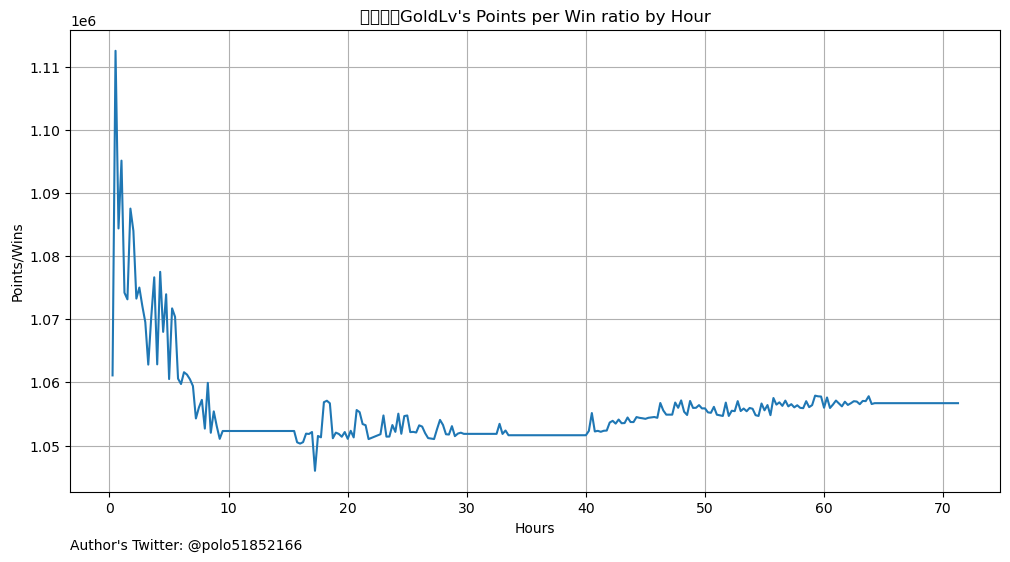 GoldLv's Points per Win ratio by Hour
1e6
1.11
1.10
1.09
1.08
1.07
1.06
1.05
Points/Wins
0 10 20 30 40 50 60 70
Hours
Author's Twitter: @polo51852166